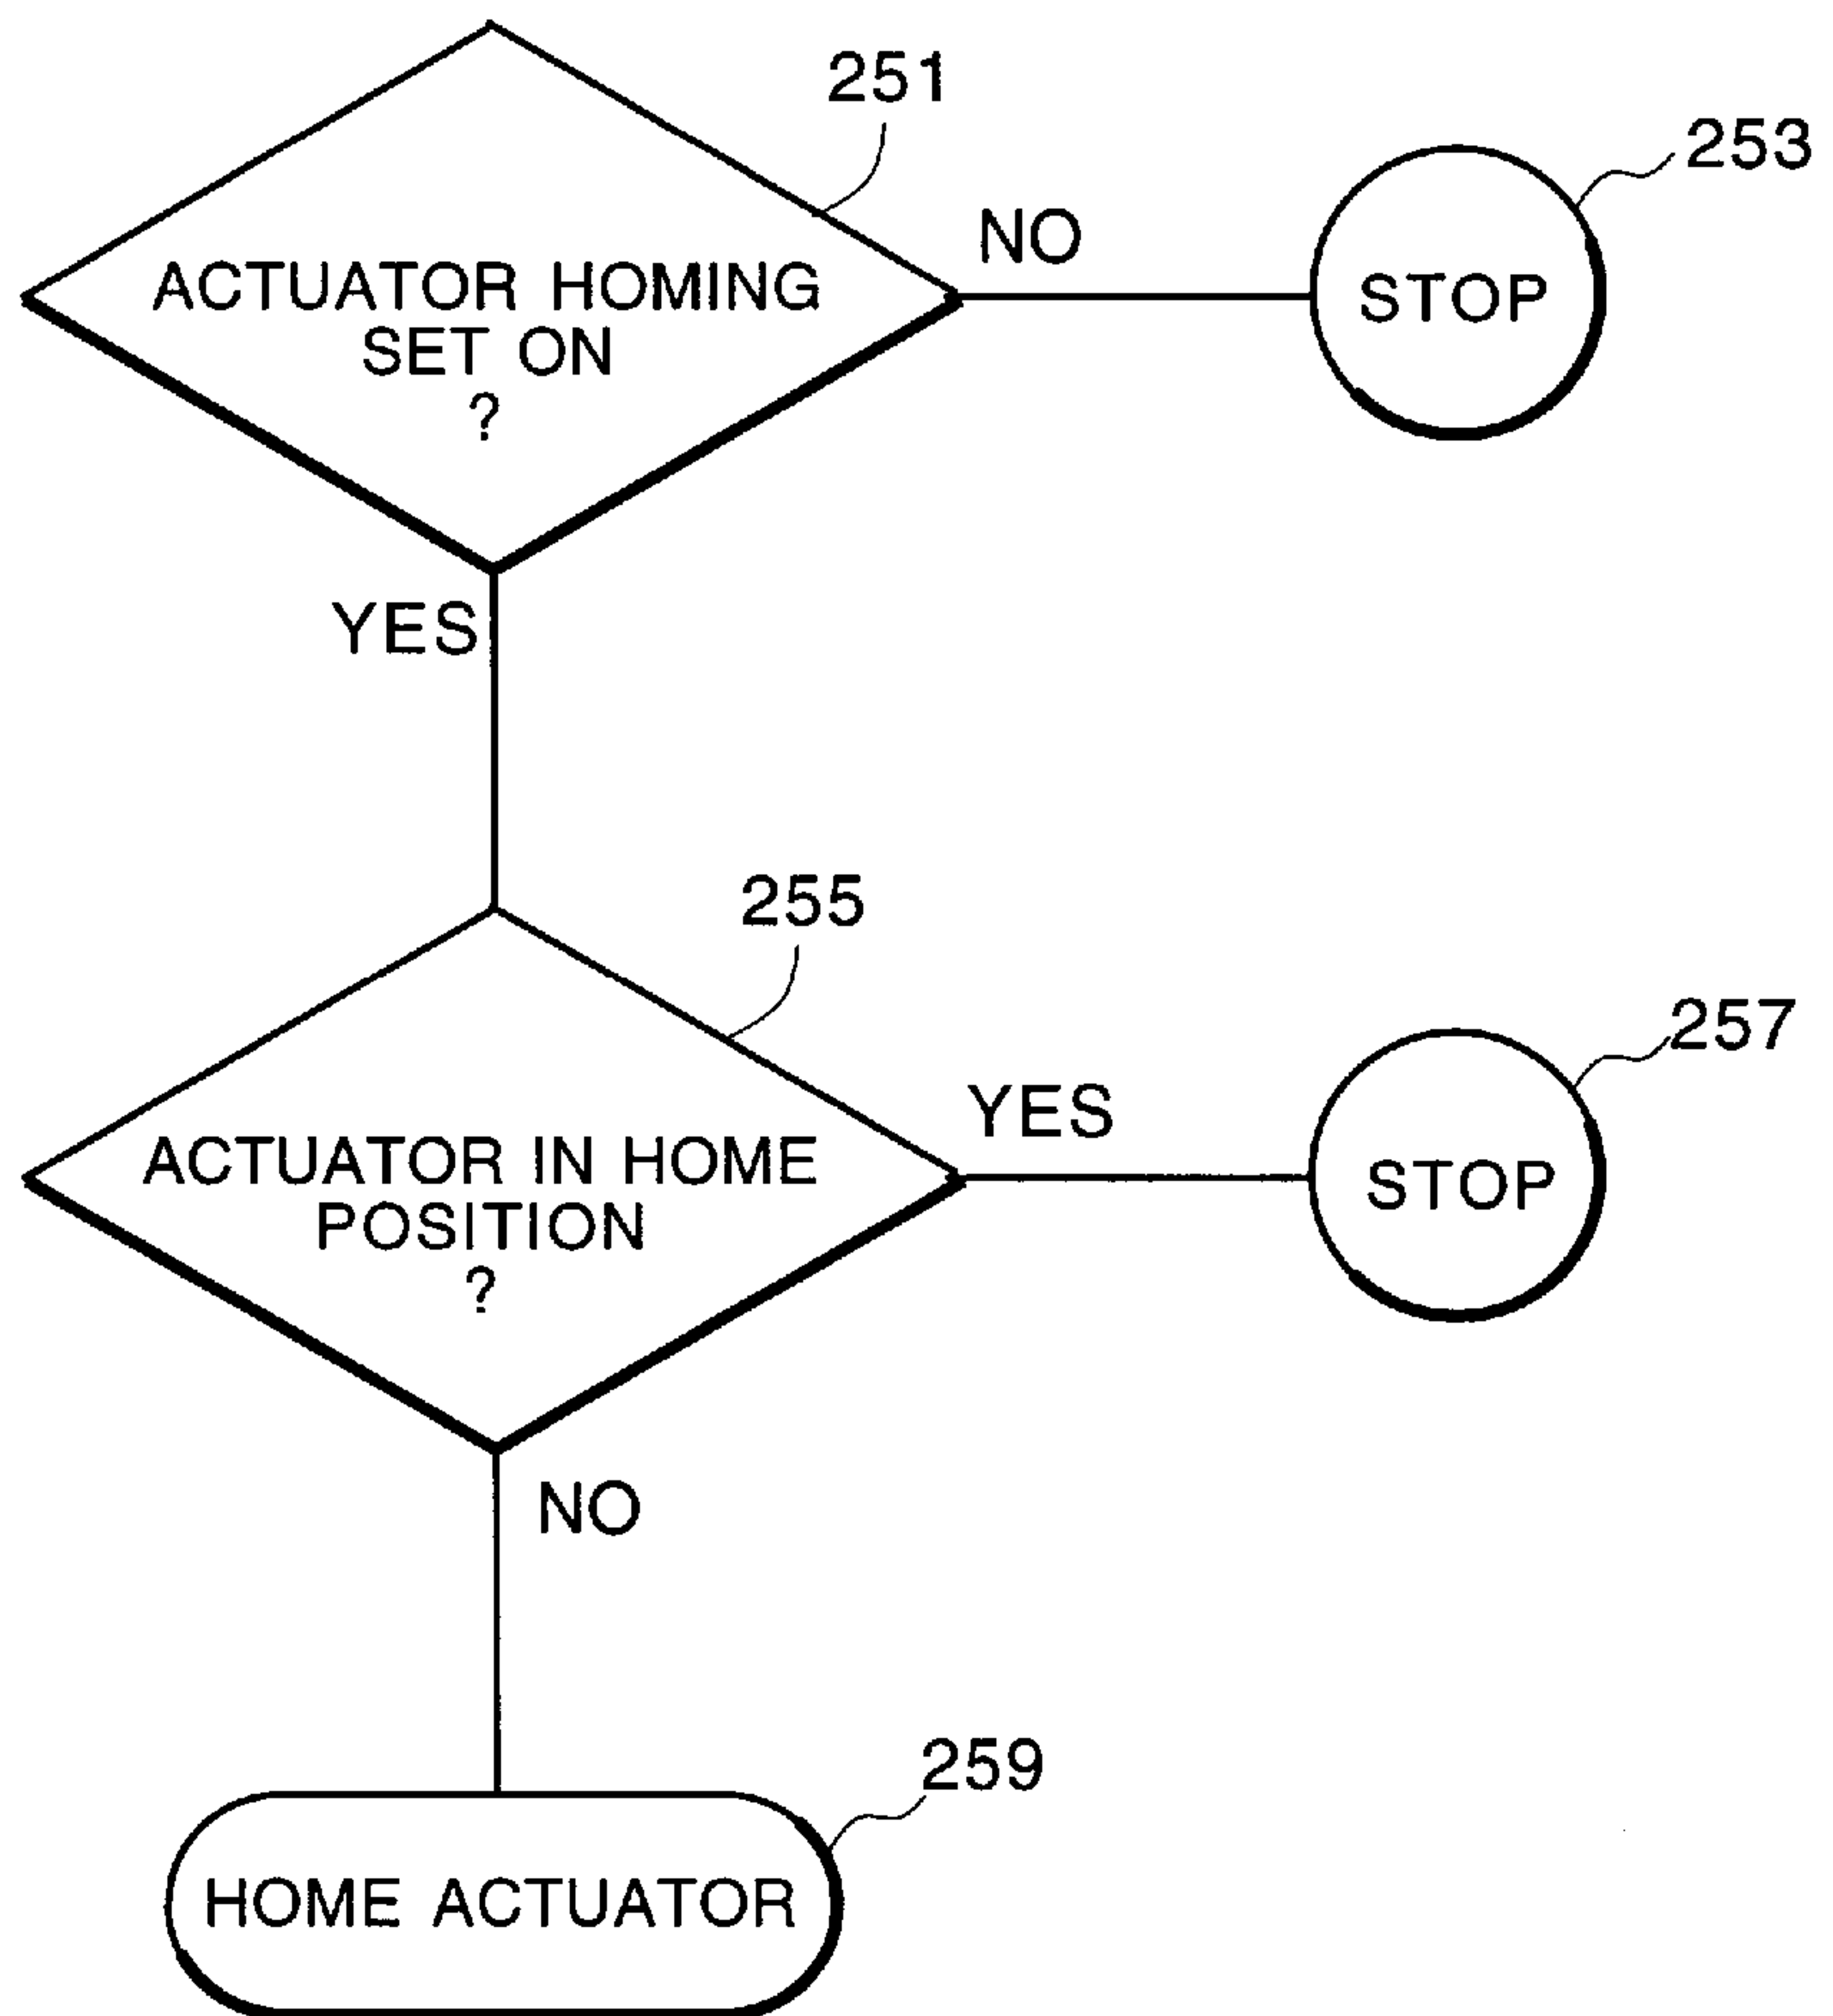 251
253
NO
ACTUATOR HOMING
SET ON
?
STOP
YES
255
257
YES
ACTUATOR IN HOME
POSITION
?
STOP
NO
259
HOME ACTUATOR